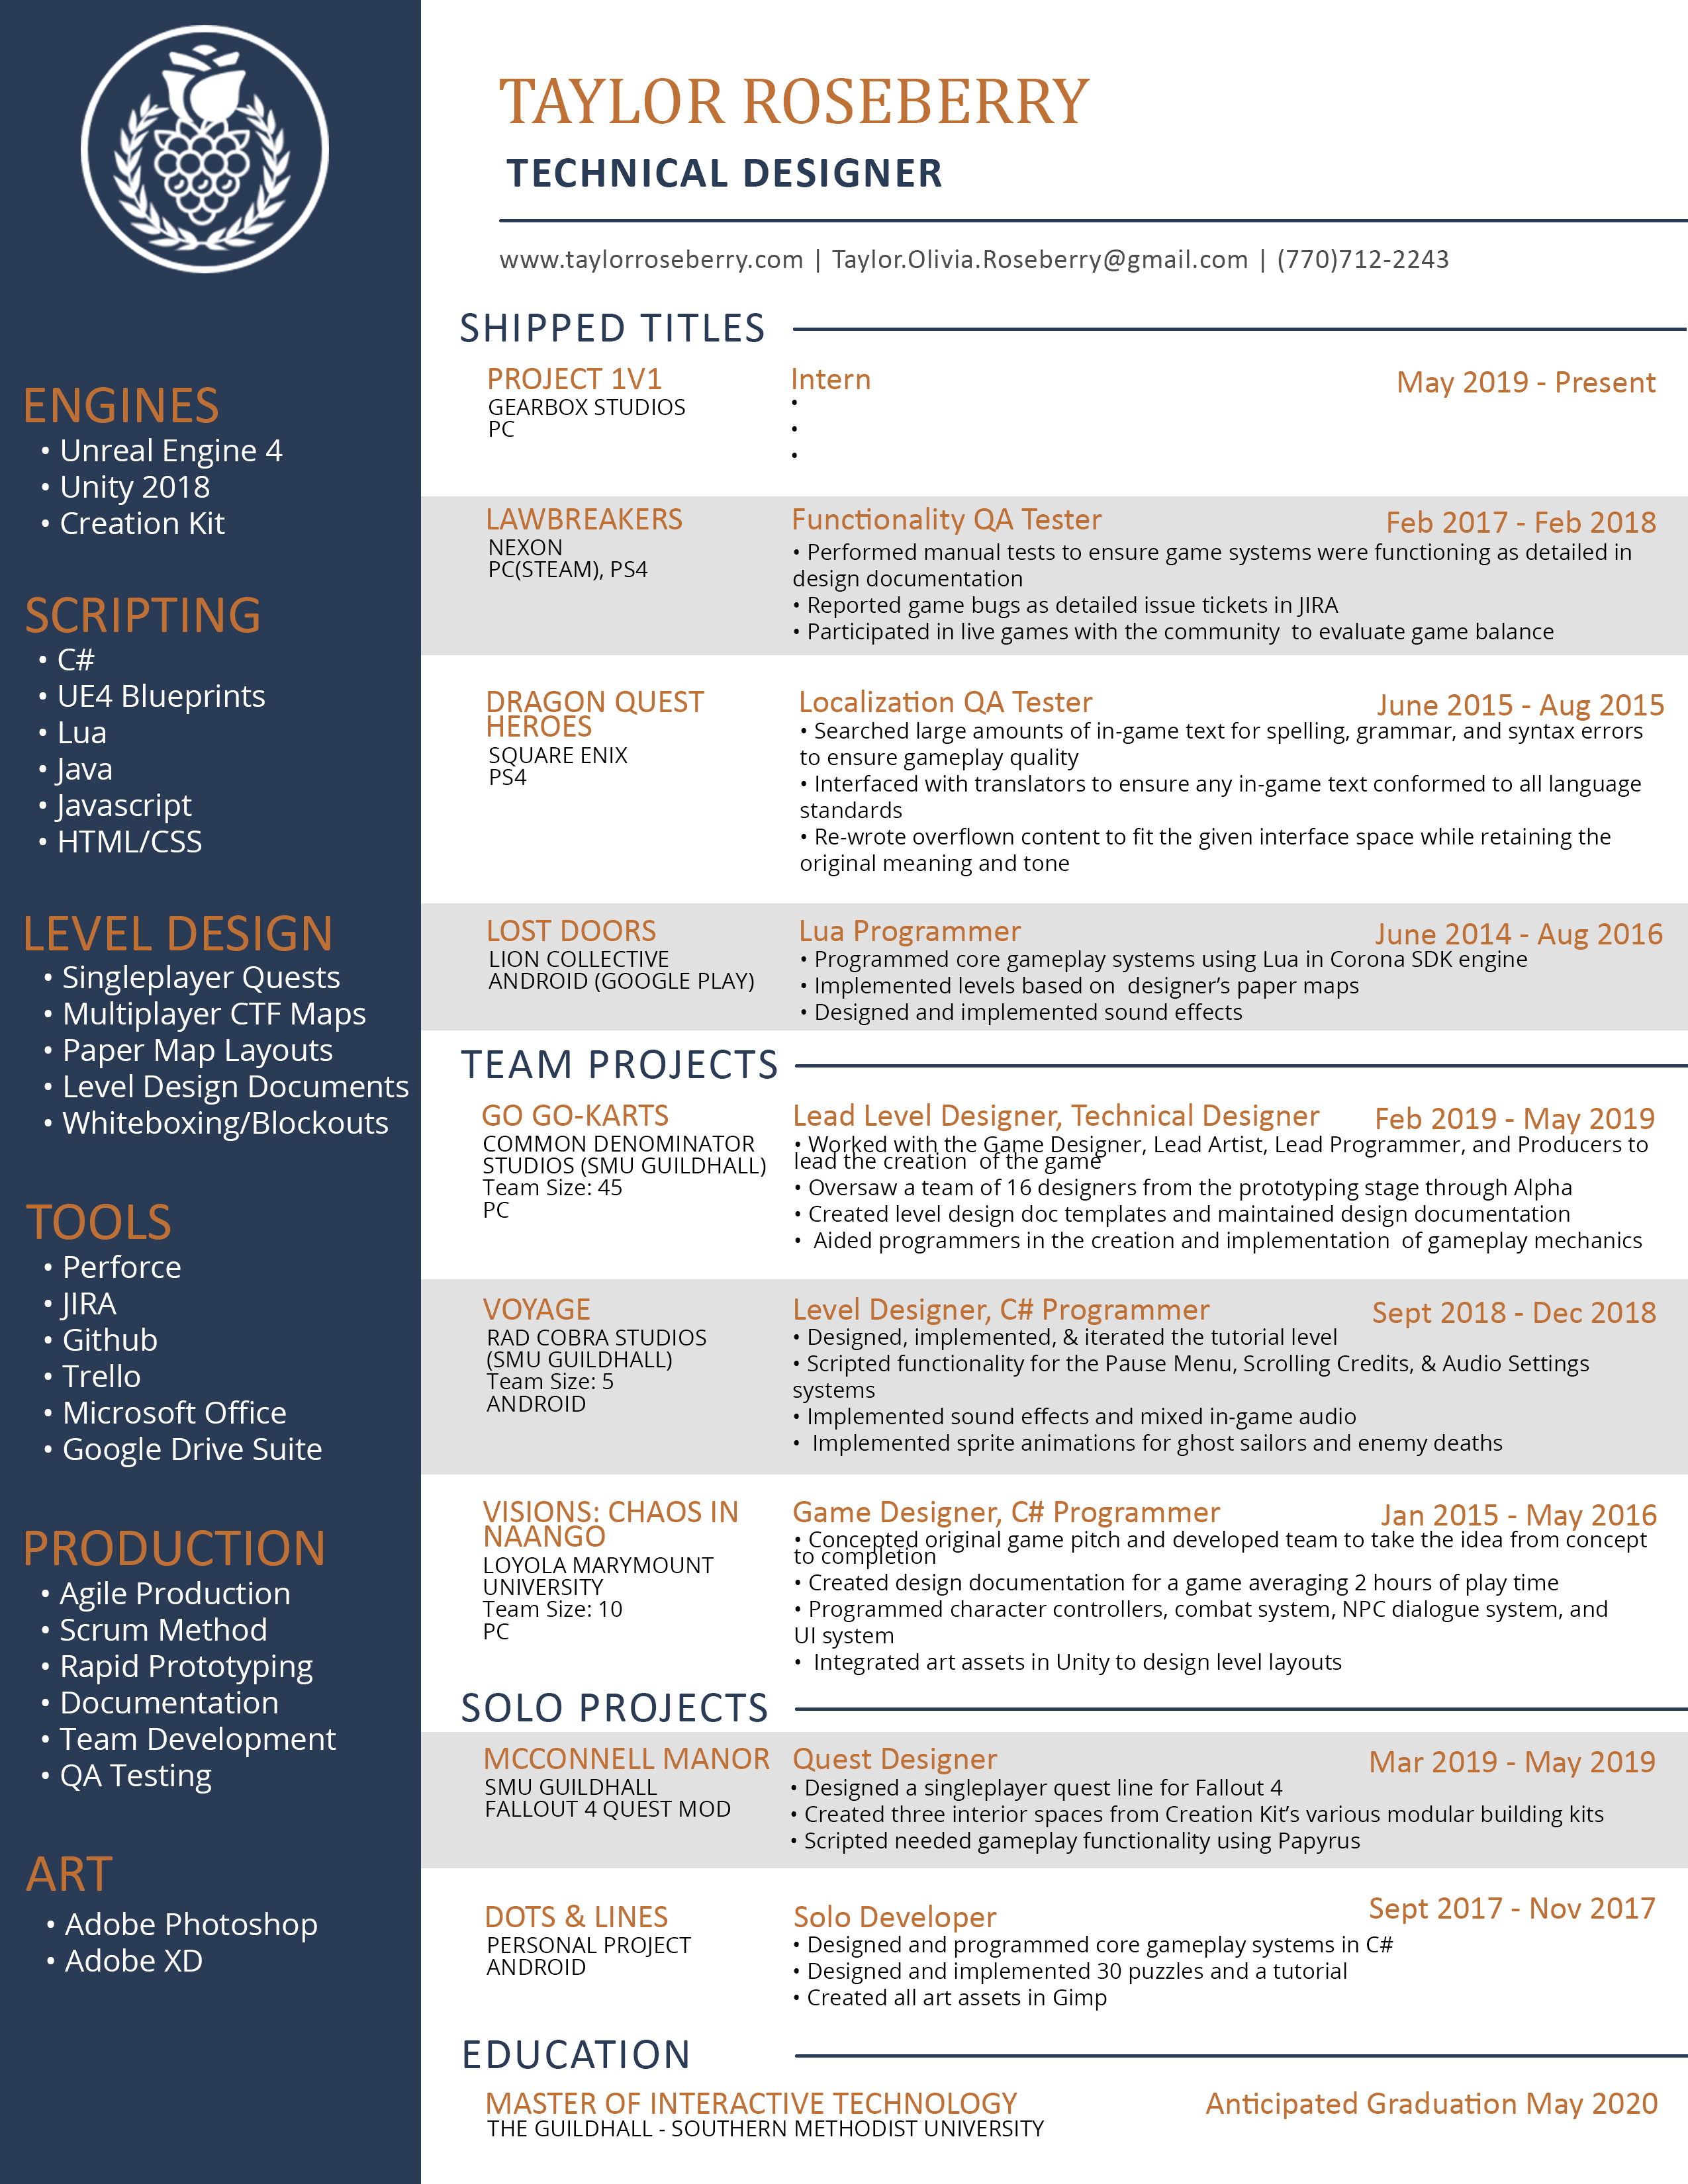 TAYLOR ROSEBERRY
TECHNICAL DESIGNER
www.taylorroseberry.com | Taylor.Olivia.Roseberry@gmail.com | (770)712-2243
ENGINES
• Unreal Engine 4
• Unity 2018
• Creation Kit
SCRIPTING
• C#
• UE4 Blueprints
• Lua
• Java
• Javascript
• HTML/CSS
LEVEL DESIGN
• Singleplayer Quests
• Multiplayer CTF Maps
• Paper Map Layouts
• Level Design Documents
• Whiteboxing/Blockouts
TOOLS
• Perforce
• JIRA
• Github
• Trello
• Microsoft Office
• Google Drive Suite
PRODUCTION
• Agile Production
• Scrum Method
• Rapid Prototyping
• Documentation
• Team Development
• QA Testing
ART
• Adobe Photoshop
• Adobe XD
SHIPPED TITLES
PROJECT 1V1
GEARBOX STUDIOS
PC
Intern
May 2019 - Present
•
•
•
LAWBREAKERS
NEXON
PC(STEAM), PS4
Functionality QA Tester
Feb 2017 - Feb 2018
• Performed manual tests to ensure game systems were functioning as detailed in
design documentation
• Reported game bugs as detailed issue tickets in JIRA
• Participated in live games with the community  to evaluate game balance
DRAGON QUEST
HEROES
SQUARE ENIX
PS4
Localization QA Tester
June 2015 - Aug 2015
• Searched large amounts of in-game text for spelling, grammar, and syntax errors
to ensure gameplay quality
• Interfaced with translators to ensure any in-game text conformed to all language
standards
• Re-wrote overflown content to fit the given interface space while retaining the
original meaning and tone
LOST DOORS
LION COLLECTIVE
ANDROID (GOOGLE PLAY)
Lua Programmer
June 2014 - Aug 2016
• Programmed core gameplay systems using Lua in Corona SDK engine
• Implemented levels based on  designer’s paper maps
• Designed and implemented sound effects
TEAM PROJECTS
GO GO-KARTS
COMMON DENOMINATOR
STUDIOS (SMU GUILDHALL)
Team Size: 45
PC
Lead Level Designer, Technical Designer
Feb 2019 - May 2019
• Worked with the Game Designer, Lead Artist, Lead Programmer, and Producers to
lead the creation  of the game
• Oversaw a team of 16 designers from the prototyping stage through Alpha
• Created level design doc templates and maintained design documentation
•  Aided programmers in the creation and implementation  of gameplay mechanics
VOYAGE
RAD COBRA STUDIOS
(SMU GUILDHALL)
Team Size: 5
ANDROID
Level Designer, C# Programmer
Sept 2018 - Dec 2018
• Designed, implemented, & iterated the tutorial level
• Scripted functionality for the Pause Menu, Scrolling Credits, & Audio Settings
systems
• Implemented sound effects and mixed in-game audio
•  Implemented sprite animations for ghost sailors and enemy deaths
VISIONS: CHAOS IN
NAANGO
LOYOLA MARYMOUNT
UNIVERSITY
Team Size: 10
PC
Game Designer, C# Programmer
Jan 2015 - May 2016
• Concepted original game pitch and developed team to take the idea from concept
to completion
• Created design documentation for a game averaging 2 hours of play time
• Programmed character controllers, combat system, NPC dialogue system, and
UI system
•  Integrated art assets in Unity to design level layouts
SOLO PROJECTS
MCCONNELL MANOR
SMU GUILDHALL
FALLOUT 4 QUEST MOD
Quest Designer
Mar 2019 - May 2019
• Designed a singleplayer quest line for Fallout 4
• Created three interior spaces from Creation Kit’s various modular building kits
• Scripted needed gameplay functionality using Papyrus
DOTS & LINES
PERSONAL PROJECT
ANDROID
Solo Developer
Sept 2017 - Nov 2017
• Designed and programmed core gameplay systems in C#
• Designed and implemented 30 puzzles and a tutorial
• Created all art assets in Gimp
EDUCATION
MASTER OF INTERACTIVE TECHNOLOGY
Anticipated Graduation May 2020
THE GUILDHALL - SOUTHERN METHODIST UNIVERSITY